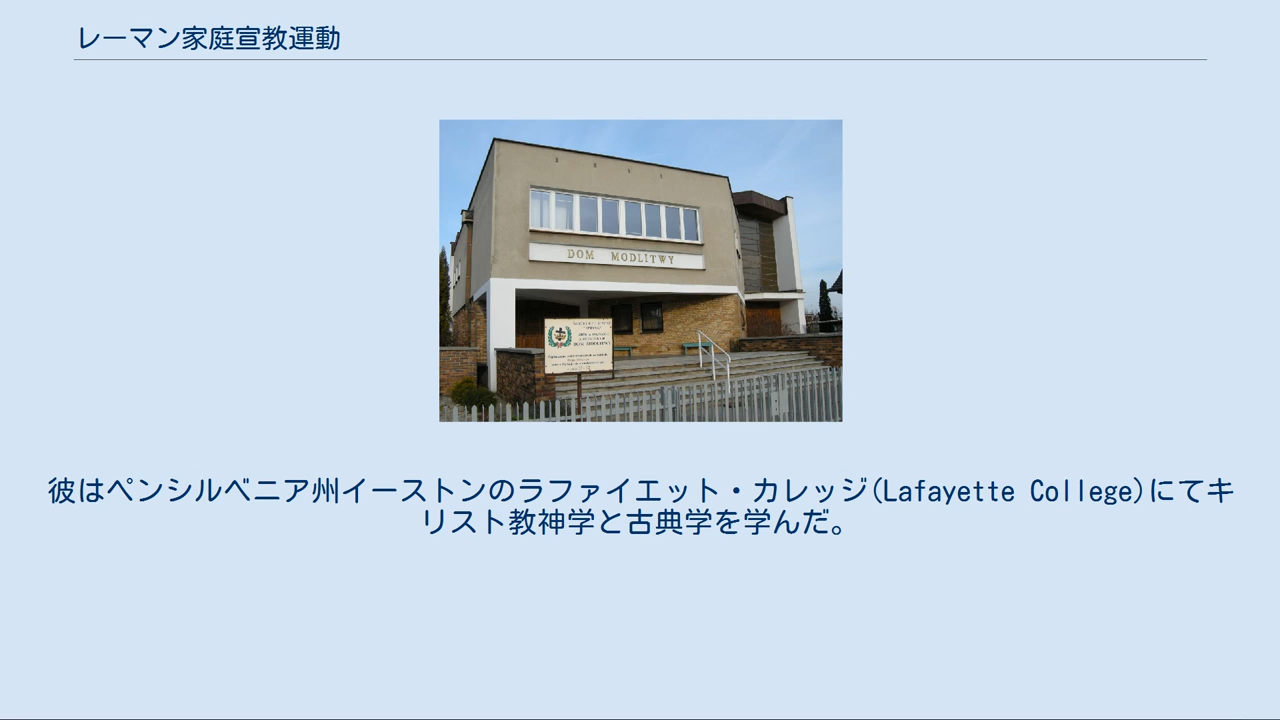 レーマン家庭宣教運動
DOM MODLITWY
DOM MODLITWY
彼はペンシルベニア州イーストンのラファイエット・カレッジ(Lafayette College)にてキ
リスト教神学と古典学を学んだ。